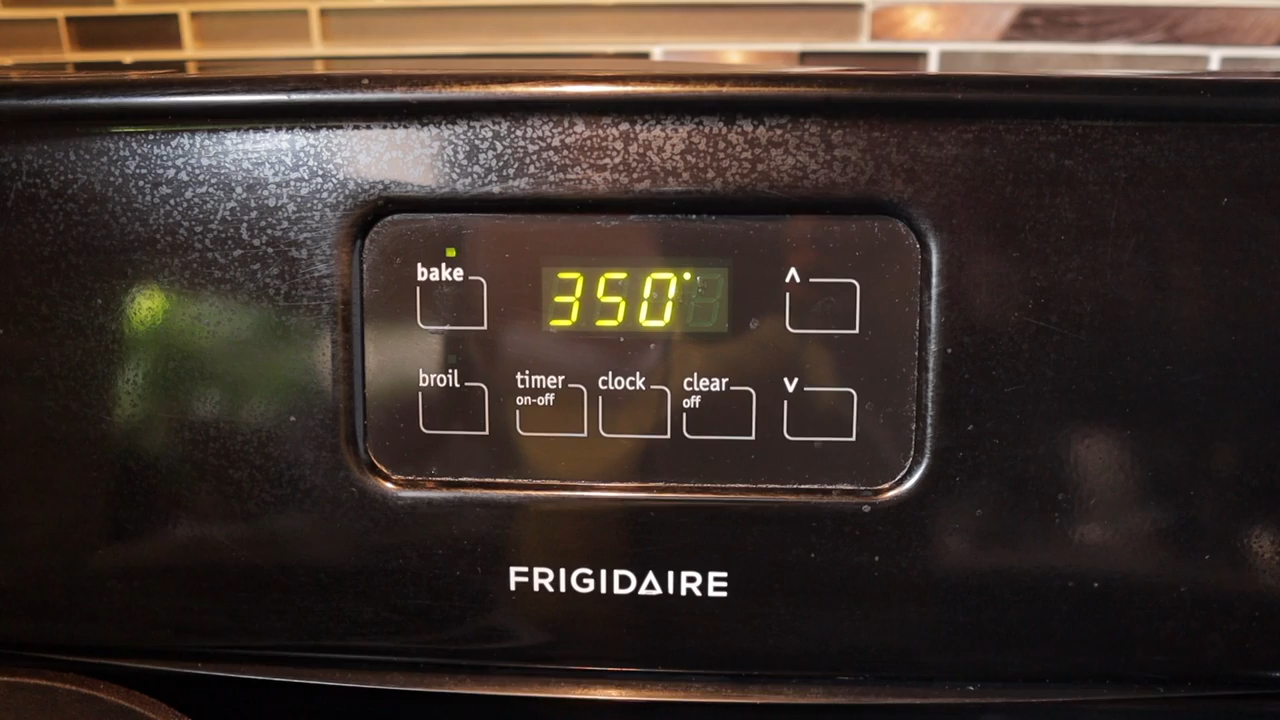 bake
350°
^
broil
timer
on-off
clock
clear
off
v
FRIGIDAIRE